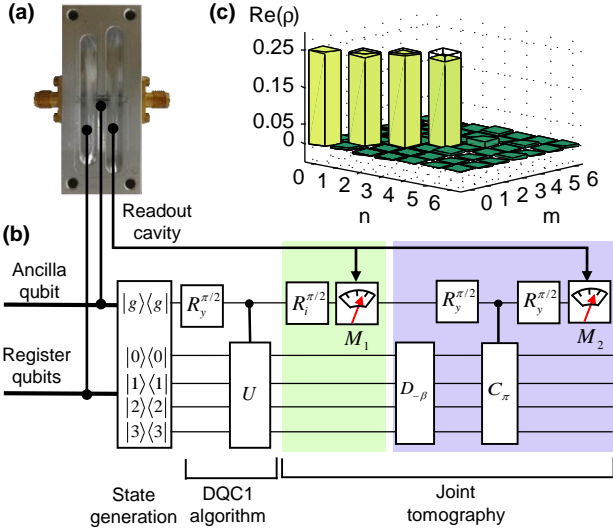 (a)
(c)
Re(ρ)
0.25
0.15
0.05
0
0
1
2
3
4
5
6
n
0
1
2
3
4
5
6
m
Readout
cavity
(b)
Ancilla
qubit
Register
qubits
|g⟩⟨g|
|0⟩⟨0|
|1⟩⟨1|
|2⟩⟨2|
|3⟩⟨3|
R_y^{π/2}
U
R_i^{π/2}
M_1
D_{-β}
R_y^{π/2}
C_π
R_y^{π/2}
M_2
State
generation
DQC1
algorithm
Joint
tomography